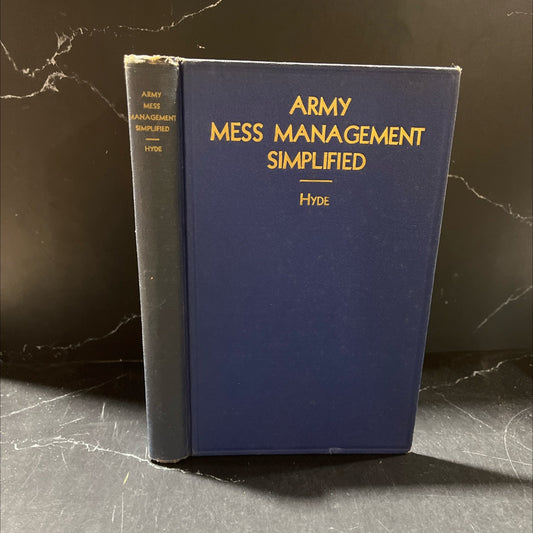 ARMY
MESS
MANAGEMENT
SIMPLIFIED
HYDE
ARMY
MESS MANAGEMENT
SIMPLIFIED
HYDE